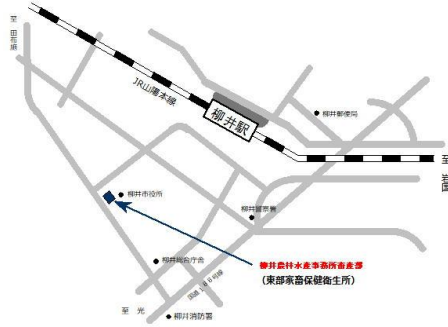 至 田布施
JR山陽本線
柳井駅
柳井郵便局
至 岩国
柳井市役所
柳井警察署
柳井総合庁舎
国道188号線
柳井農林水産事務所畜産部
(東部家畜保健衛生所)
至 光
柳井消防署